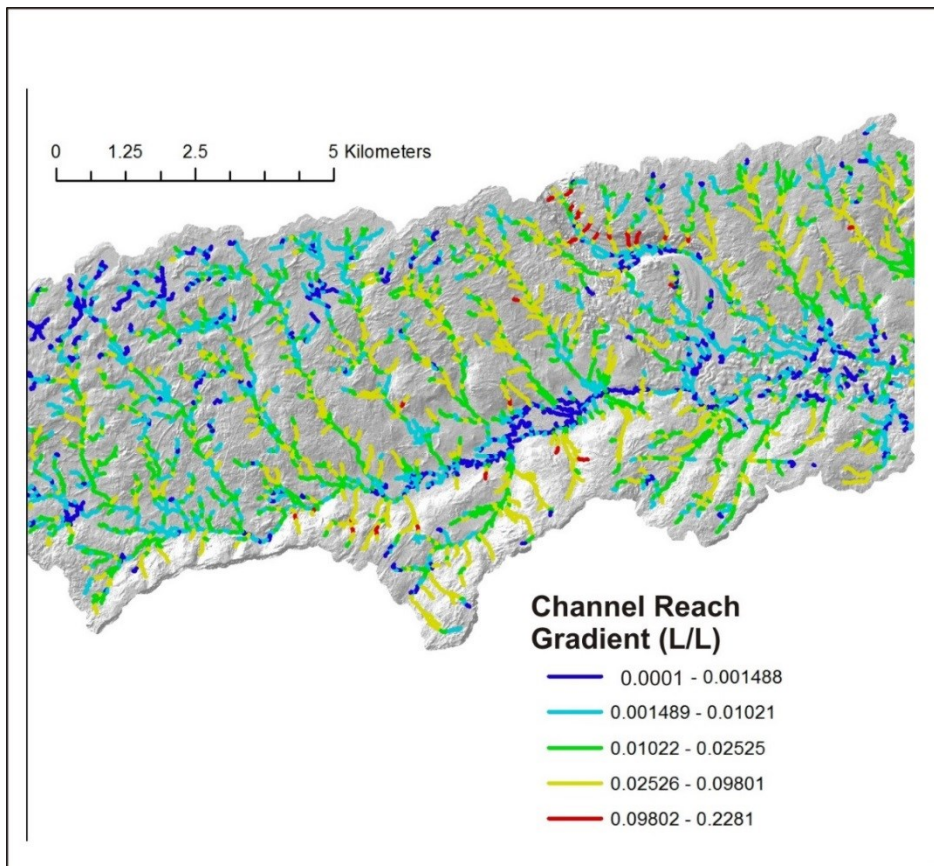 0 1.25 2.5 5 Kilometers
Channel Reach
Gradient (L/L)
0.0001 - 0.001488
0.001489 - 0.01021
0.01022 - 0.02525
0.02526 - 0.09801
0.09802 - 0.2281